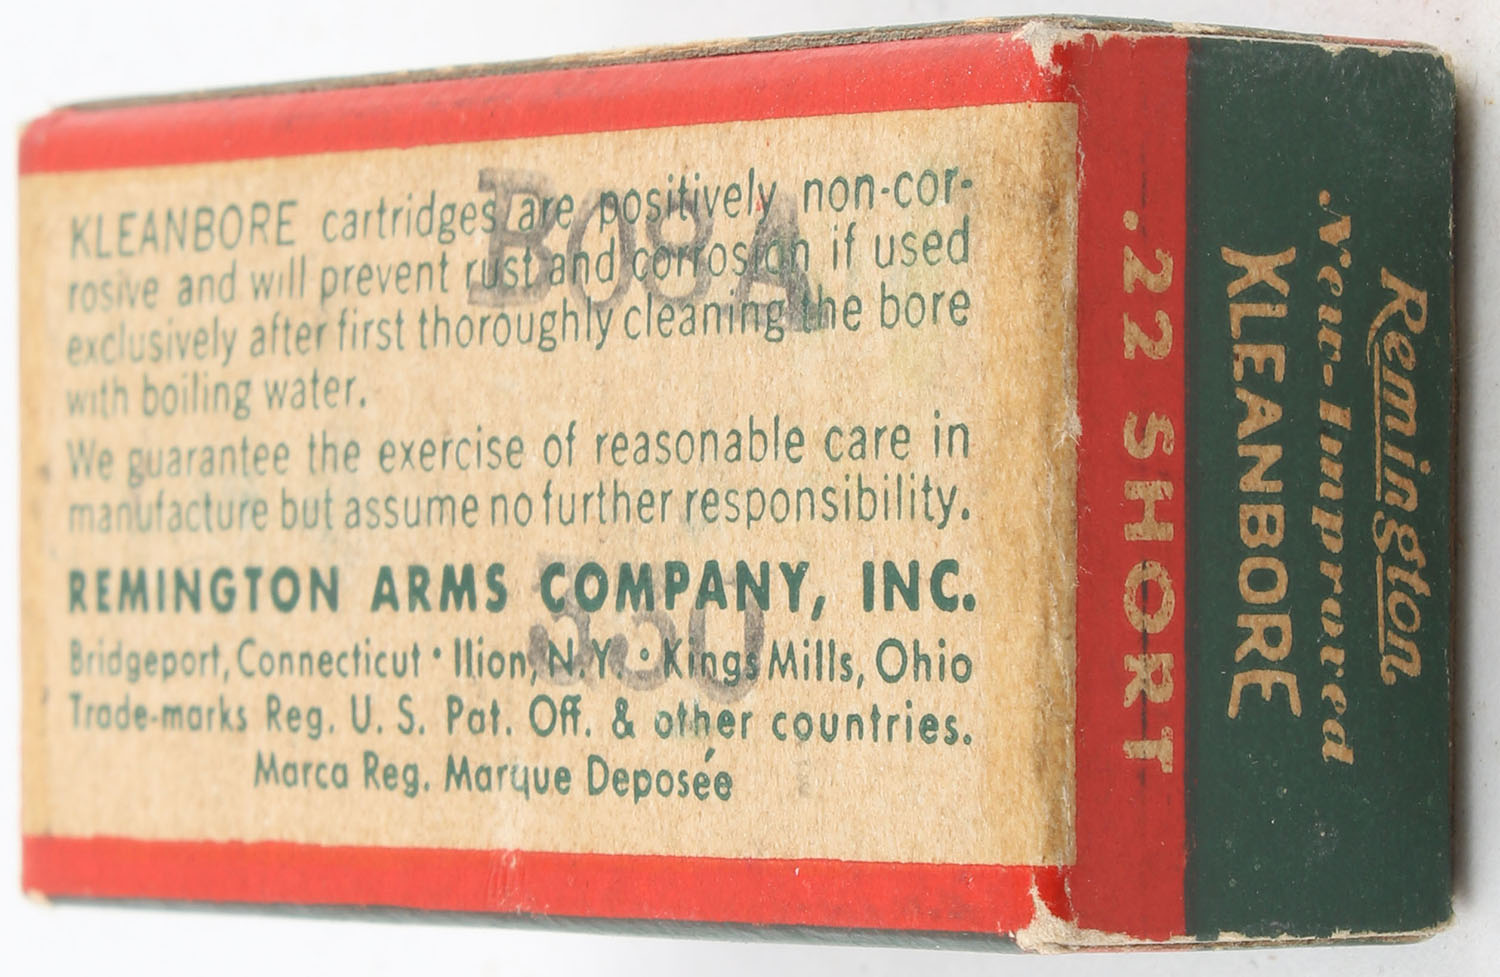 KLEANBORE cartridges are positively non-cor-
rosive and will prevent rust and corrosion if used
exclusively after first thoroughly cleaning the bore
with boiling water.
We guarantee the exercise of reasonable care in
manufacture but assume no further responsibility.
REMINGTON ARMS COMPANY, INC.
Bridgeport, Connecticut • Ilion, N.Y. • Kings Mills, Ohio
Trade-marks Reg. U. S. Pat. Off. & other countries.
Marca Reg. Marque Deposée
B08A
330
.22 SHORT
Remington
New-Improved
KLEANBORE